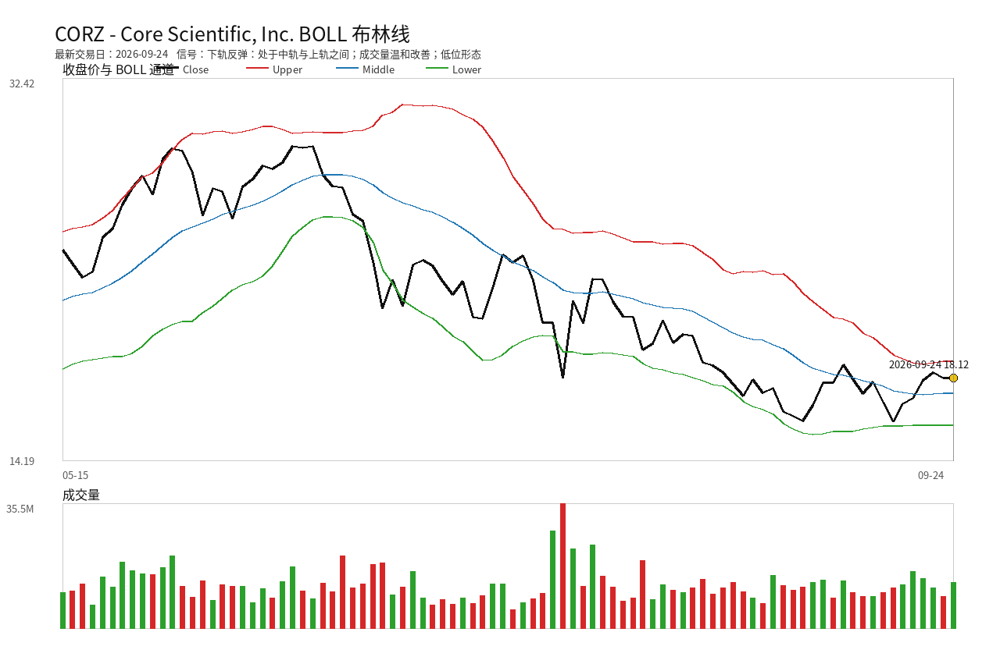 CORZ - Core Scientific, Inc. BOLL 布林线
最新交易日：2026-09-24 信号：下轨反弹：处于中轨与上轨之间；成交量温和改善；低位形态
收盘价与 BOLL 通道 Close Upper Middle Lower
32.42
2026-09-24 18.12
14.19
05-15 09-24
成交量
35.5M